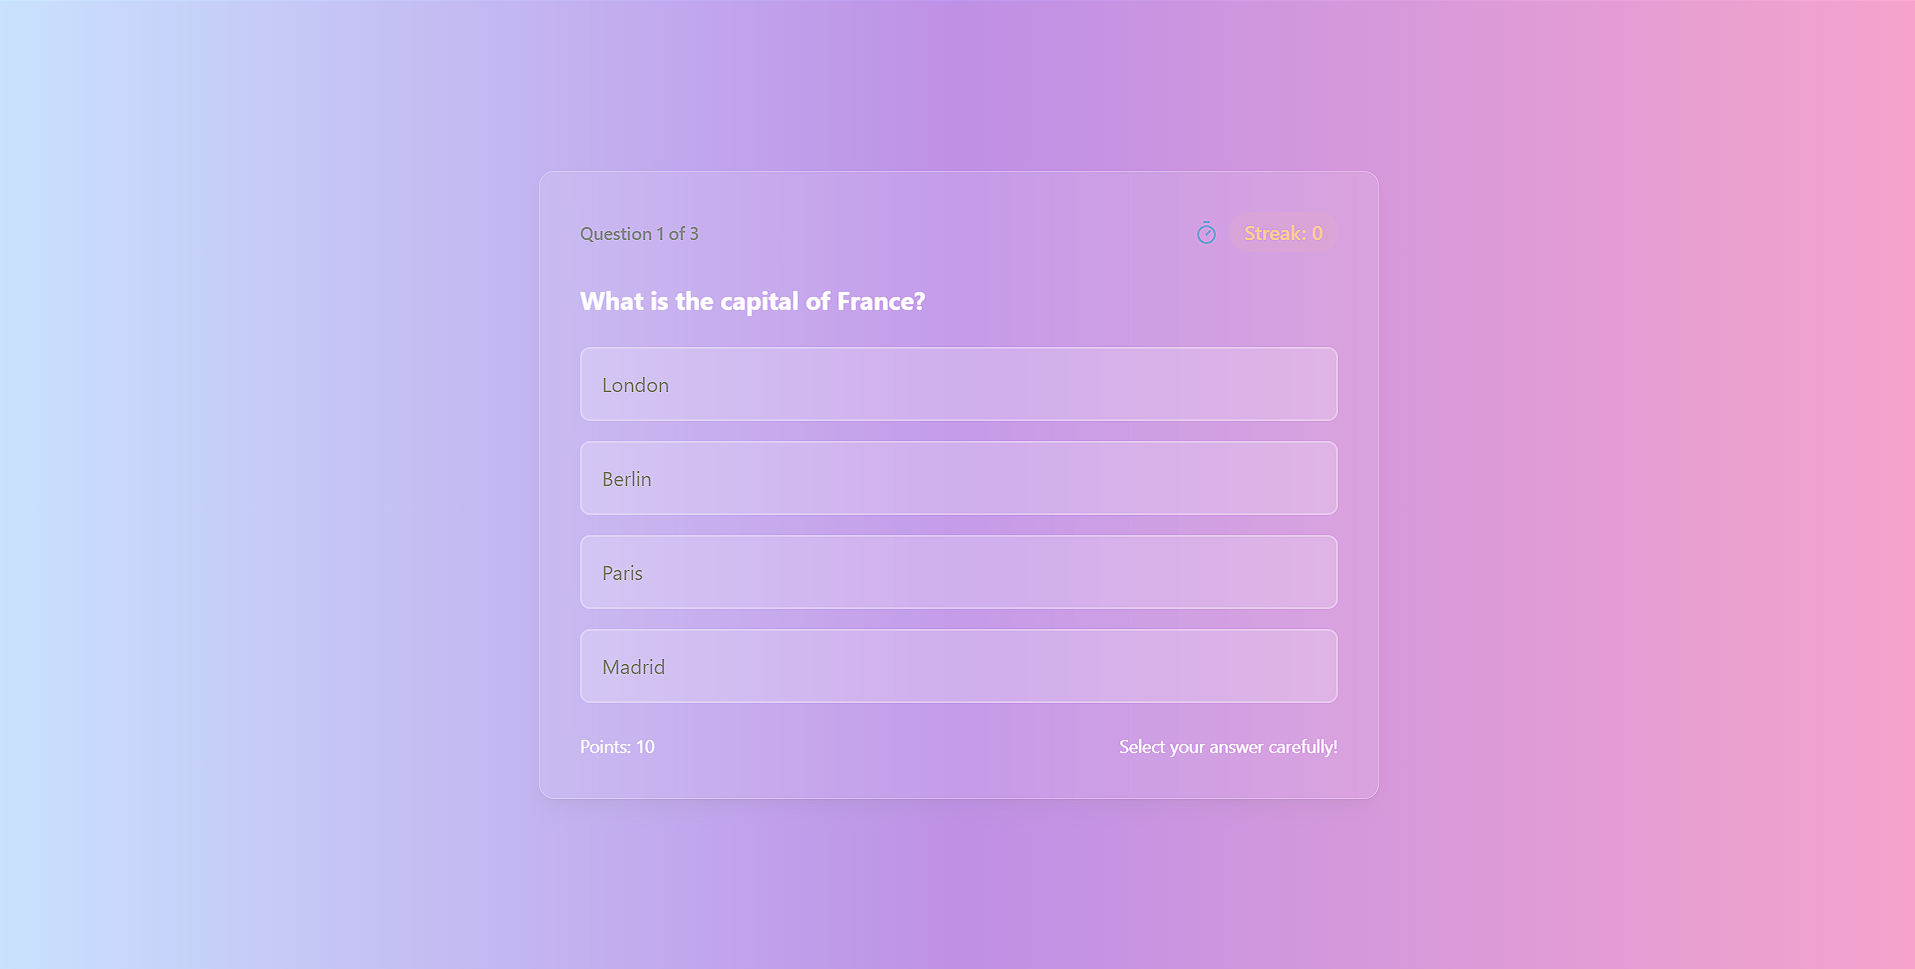 Question 1 of 3
Streak: 0
What is the capital of France?
London
Berlin
Paris
Madrid
Points: 10
Select your answer carefully!